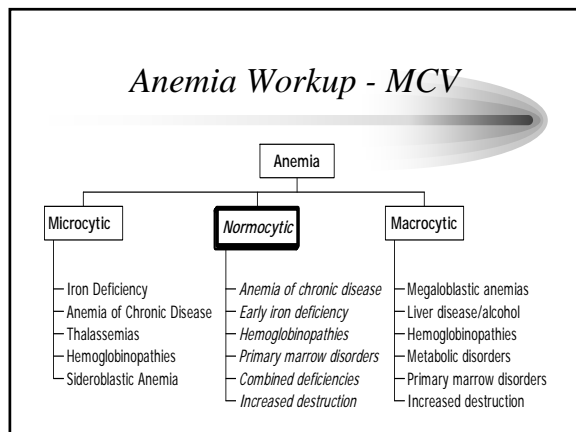 Anemia Workup - MCV
Anemia
Microcytic
Normocytic
Macrocytic
Iron Deficiency
Anemia of Chronic Disease
Thalassemias
Hemoglobinopathies
Sideroblastic Anemia
Anemia of chronic disease
Early iron deficiency
Hemoglobinopathies
Primary marrow disorders
Combined deficiencies
Increased destruction
Megaloblastic anemias
Liver disease/alcohol
Hemoglobinopathies
Metabolic disorders
Primary marrow disorders
Increased destruction